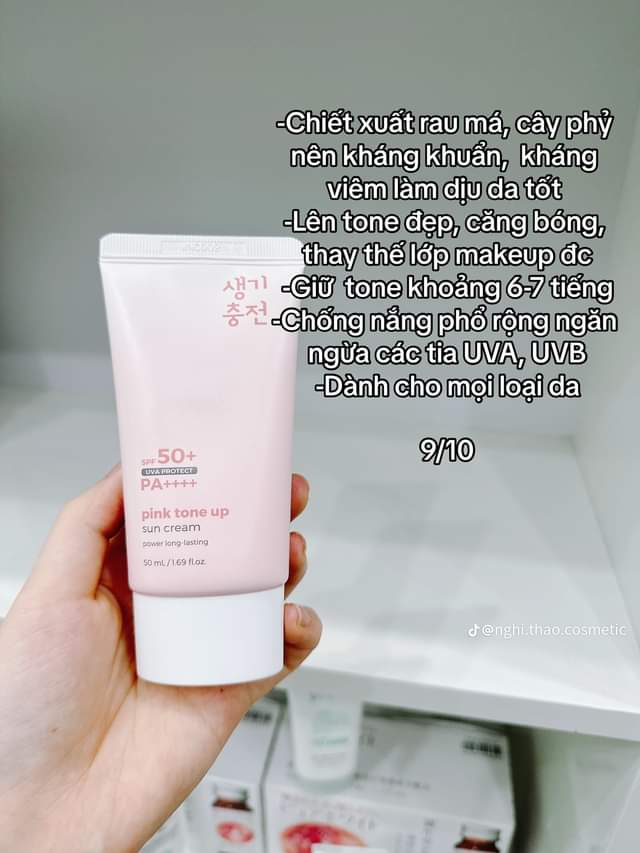 -Chiết xuất rau má, cây phỷ
nên kháng khuẩn,  kháng
viêm làm dịu da tốt
-Lên tone đẹp, căng bóng,
thay thế lớp makeup đc
-Giữ  tone khoảng 6-7 tiếng
-Chống nắng phổ rộng ngăn
ngừa các tia UVA, UVB
-Dành cho mọi loại da
9/10
생기
충전
SPF 50+
UVA PROTECT
PA++++
pink tone up
sun cream
power long-lasting
50 mL / 1.69 fl.oz.
@nghi.thao.cosmetic